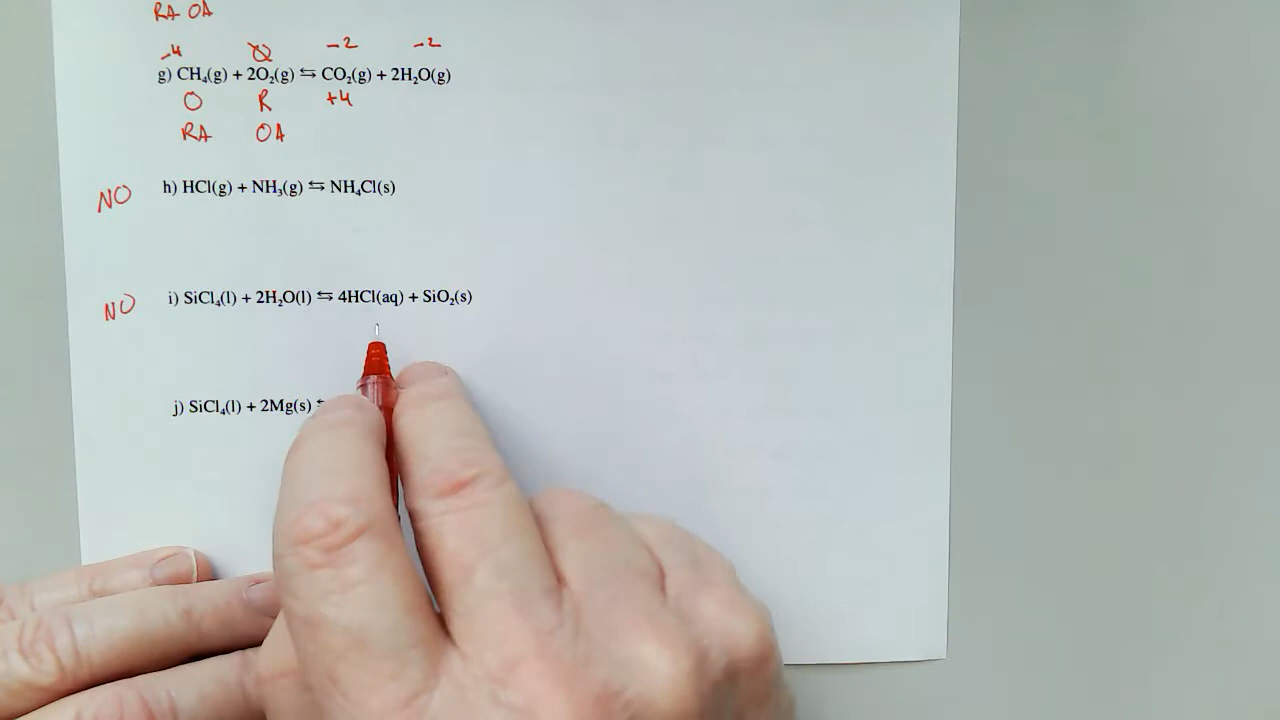 RA OA
-4 0 -2 -2
g) CH₄(g) + 2O₂(g) ⇆ CO₂(g) + 2H₂O(g)
O R +4
RA OA
NO h) HCl(g) + NH₃(g) ⇆ NH₄Cl(s)
NO i) SiCl₄(l) + 2H₂O(l) ⇆ 4HCl(aq) + SiO₂(s)
j) SiCl₄(l) + 2Mg(s)